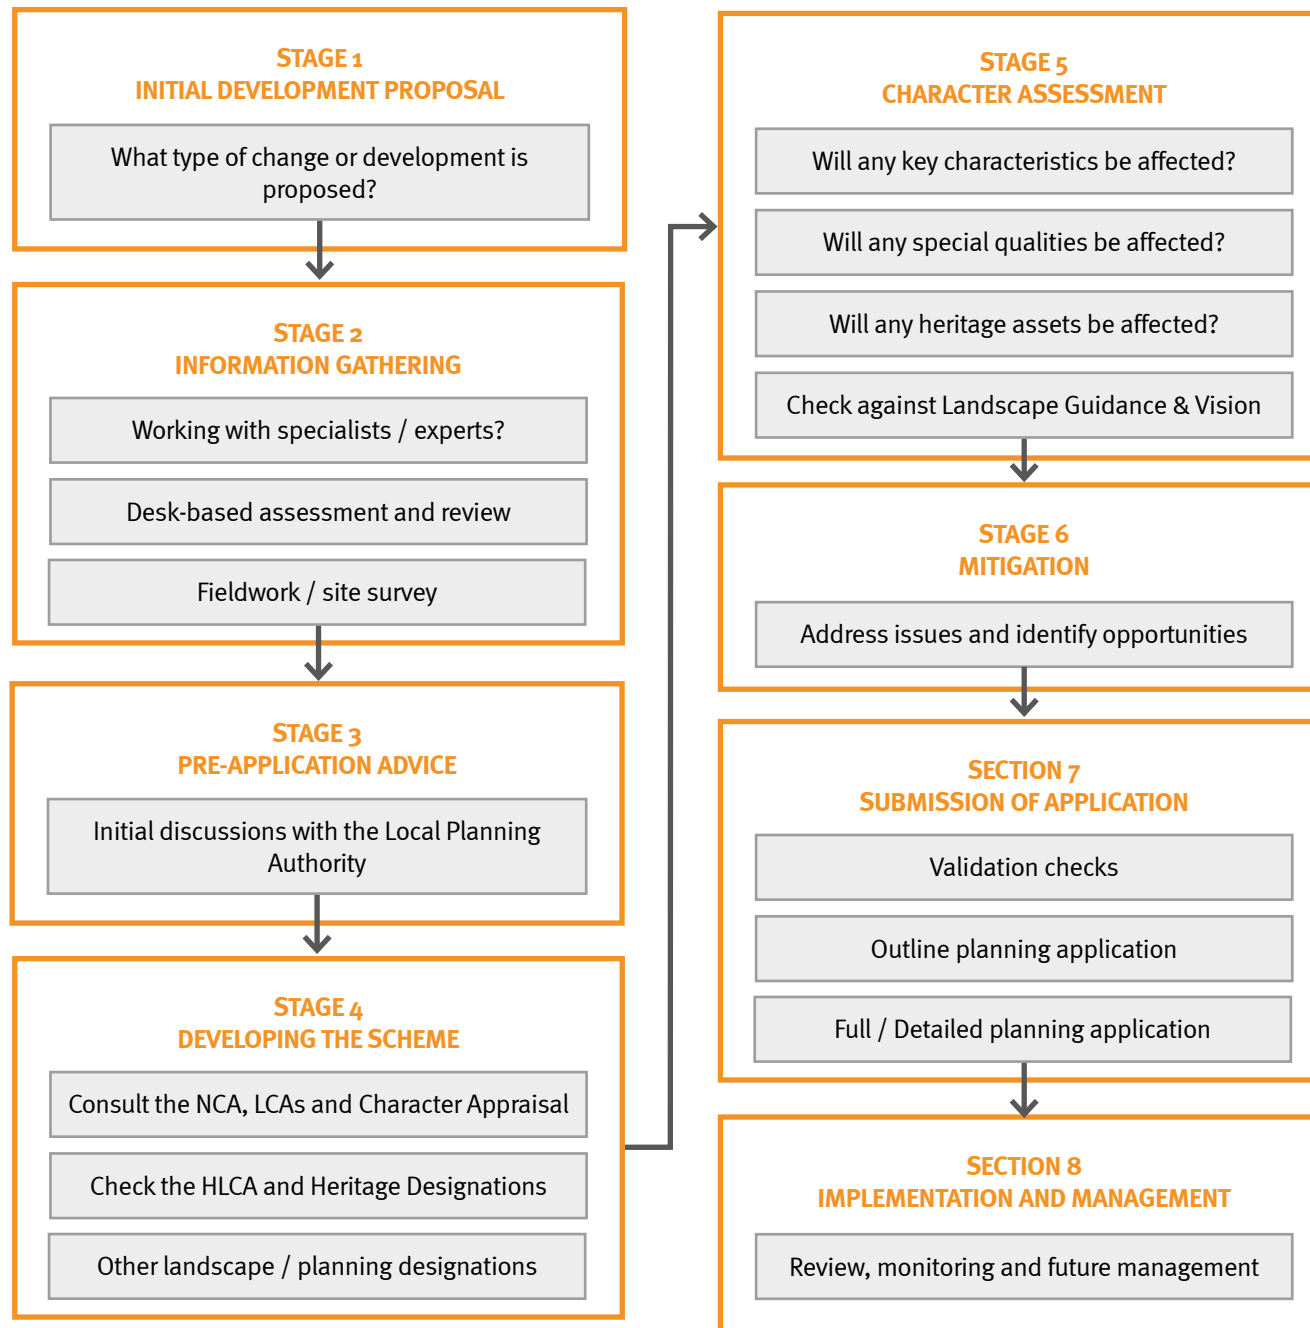 STAGE 1
INITIAL DEVELOPMENT PROPOSAL
What type of change or development is
proposed?
STAGE 2
INFORMATION GATHERING
Working with specialists / experts?
Desk-based assessment and review
Fieldwork / site survey
STAGE 3
PRE-APPLICATION ADVICE
Initial discussions with the Local Planning
Authority
STAGE 4
DEVELOPING THE SCHEME
Consult the NCA, LCAs and Character Appraisal
Check the HLCA and Heritage Designations
Other landscape / planning designations
STAGE 5
CHARACTER ASSESSMENT
Will any key characteristics be affected?
Will any special qualities be affected?
Will any heritage assets be affected?
Check against Landscape Guidance & Vision
STAGE 6
MITIGATION
Address issues and identify opportunities
SECTION 7
SUBMISSION OF APPLICATION
Validation checks
Outline planning application
Full / Detailed planning application
SECTION 8
IMPLEMENTATION AND MANAGEMENT
Review, monitoring and future management